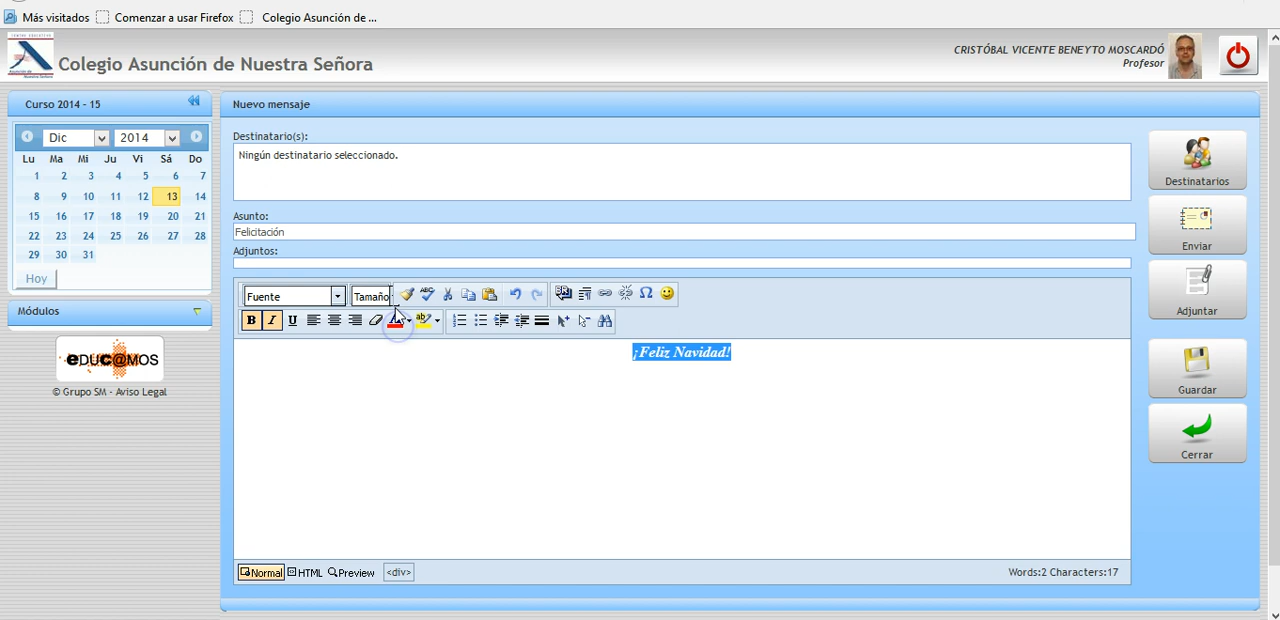 Más visitados Comenzar a usar Firefox Colegio Asunción de ...
Colegio Asunción de Nuestra Señora
CRISTÓBAL VICENTE BENEYTO MOSCARDÓ
Profesor
Curso 2014 - 15
Dic 2014
Lu Ma Mi Ju Vi Sá Do
1 2 3 4 5 6 7
8 9 10 11 12 13 14
15 16 17 18 19 20 21
22 23 24 25 26 27 28
29 30 31
Hoy
Módulos
eDUC@MOS
© Grupo SM - Aviso Legal
Nuevo mensaje
Destinatario(s):
Ningún destinatario seleccionado.
Asunto:
Felicitación
Adjuntos:
Fuente Tamaño
B I U
¡Feliz Navidad!
Normal HTML Preview <div> Words:2 Characters:17
Destinatarios
Enviar
Adjuntar
Guardar
Cerrar